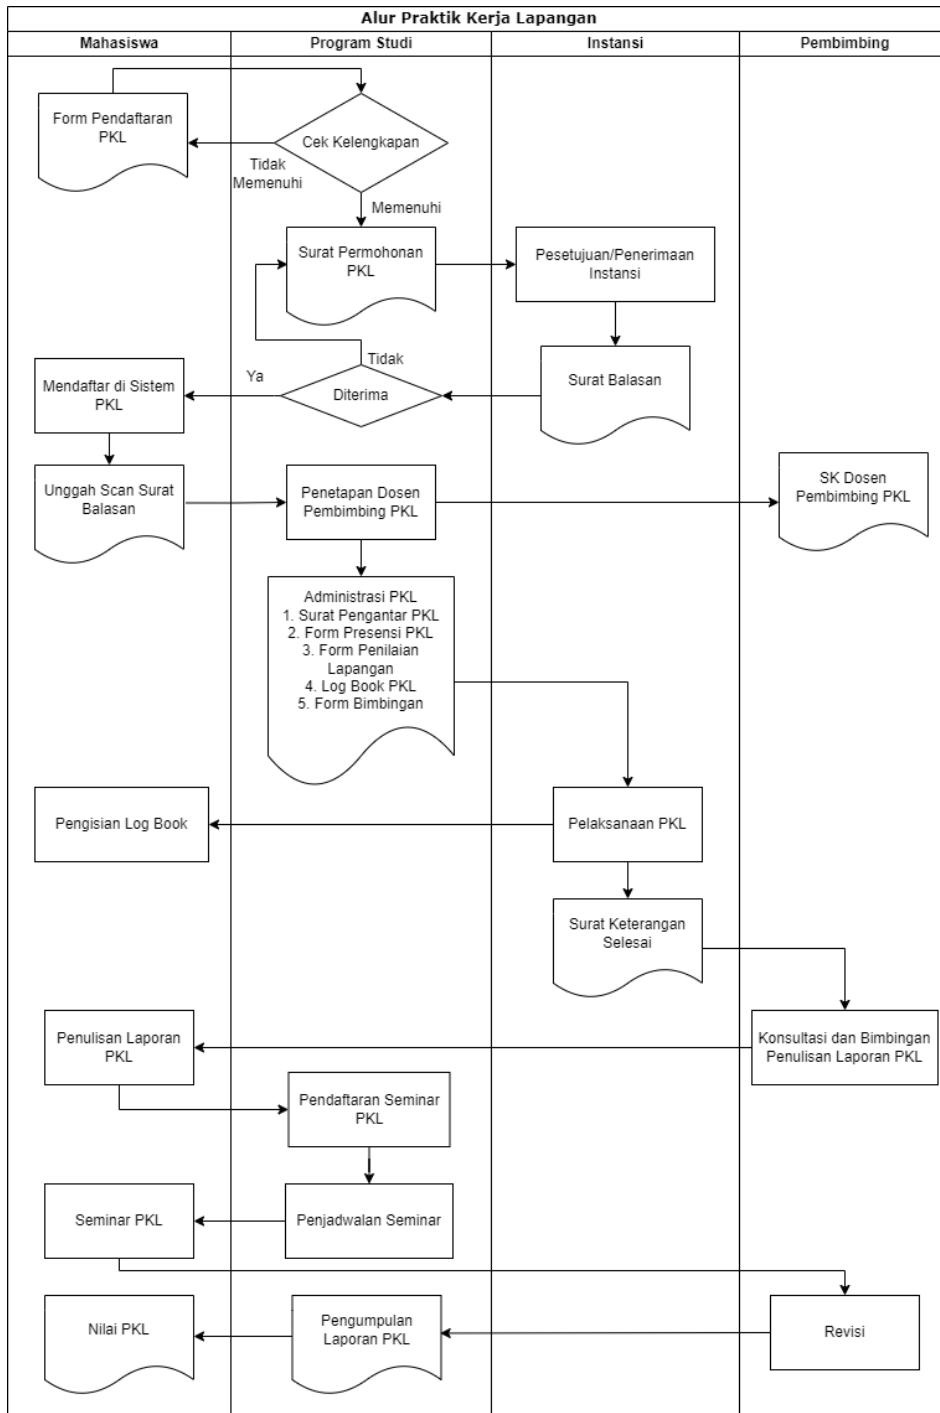 Alur Praktik Kerja Lapangan
Mahasiswa
Program Studi
Instansi
Pembimbing
Form Pendaftaran
PKL
Cek Kelengkapan
Tidak
Memenuhi
Memenuhi
Surat Permohonan
PKL
Pesetujuan/Penerimaan
Instansi
Surat Balasan
Tidak
Diterima
Ya
Mendaftar di Sistem
PKL
Unggah Scan Surat
Balasan
Penetapan Dosen
Pembimbing PKL
SK Dosen
Pembimbing PKL
Administrasi PKL
1. Surat Pengantar PKL
2. Form Presensi PKL
3. Form Penilaian
Lapangan
4. Log Book PKL
5. Form Bimbingan
Pelaksanaan PKL
Pengisian Log Book
Surat Keterangan
Selesai
Konsultasi dan Bimbingan
Penulisan Laporan PKL
Penulisan Laporan
PKL
Pendaftaran Seminar
PKL
Penjadwalan Seminar
Seminar PKL
Revisi
Pengumpulan
Laporan PKL
Nilai PKL